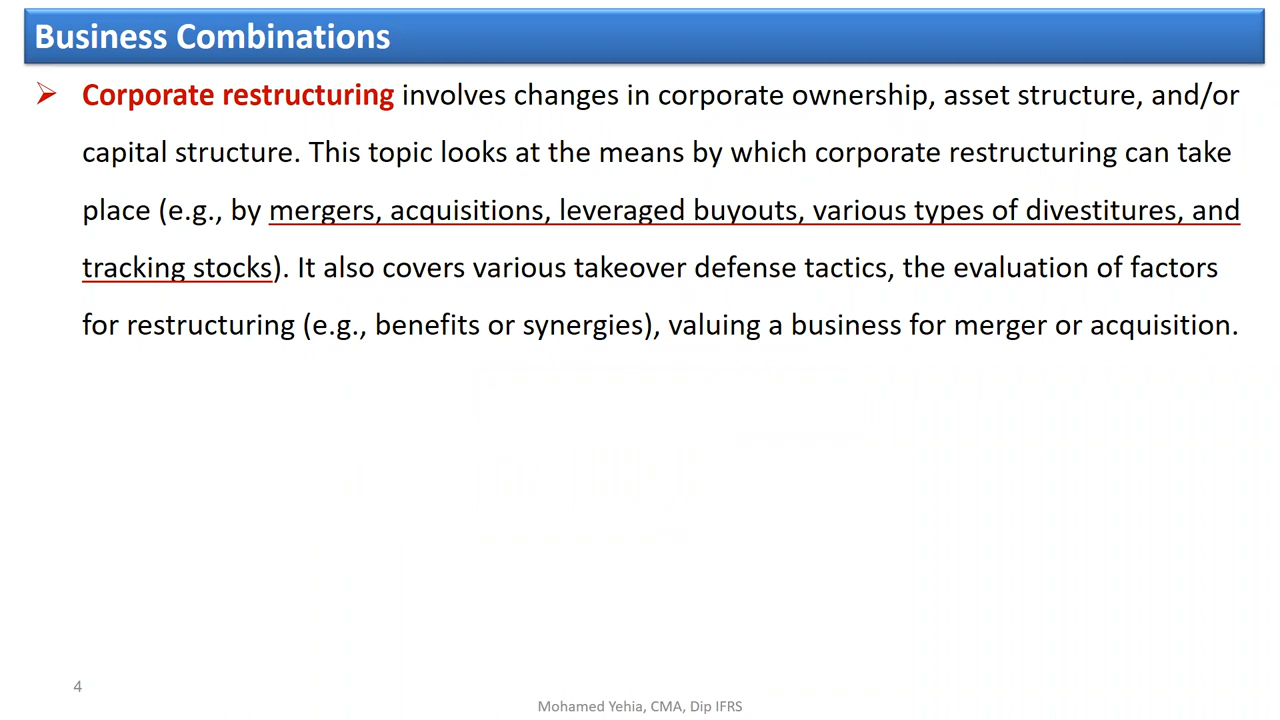 Business Combinations
➢ Corporate restructuring involves changes in corporate ownership, asset structure, and/or
capital structure. This topic looks at the means by which corporate restructuring can take
place (e.g., by mergers, acquisitions, leveraged buyouts, various types of divestitures, and
tracking stocks). It also covers various takeover defense tactics, the evaluation of factors
for restructuring (e.g., benefits or synergies), valuing a business for merger or acquisition.
4
Mohamed Yehia, CMA, Dip IFRS